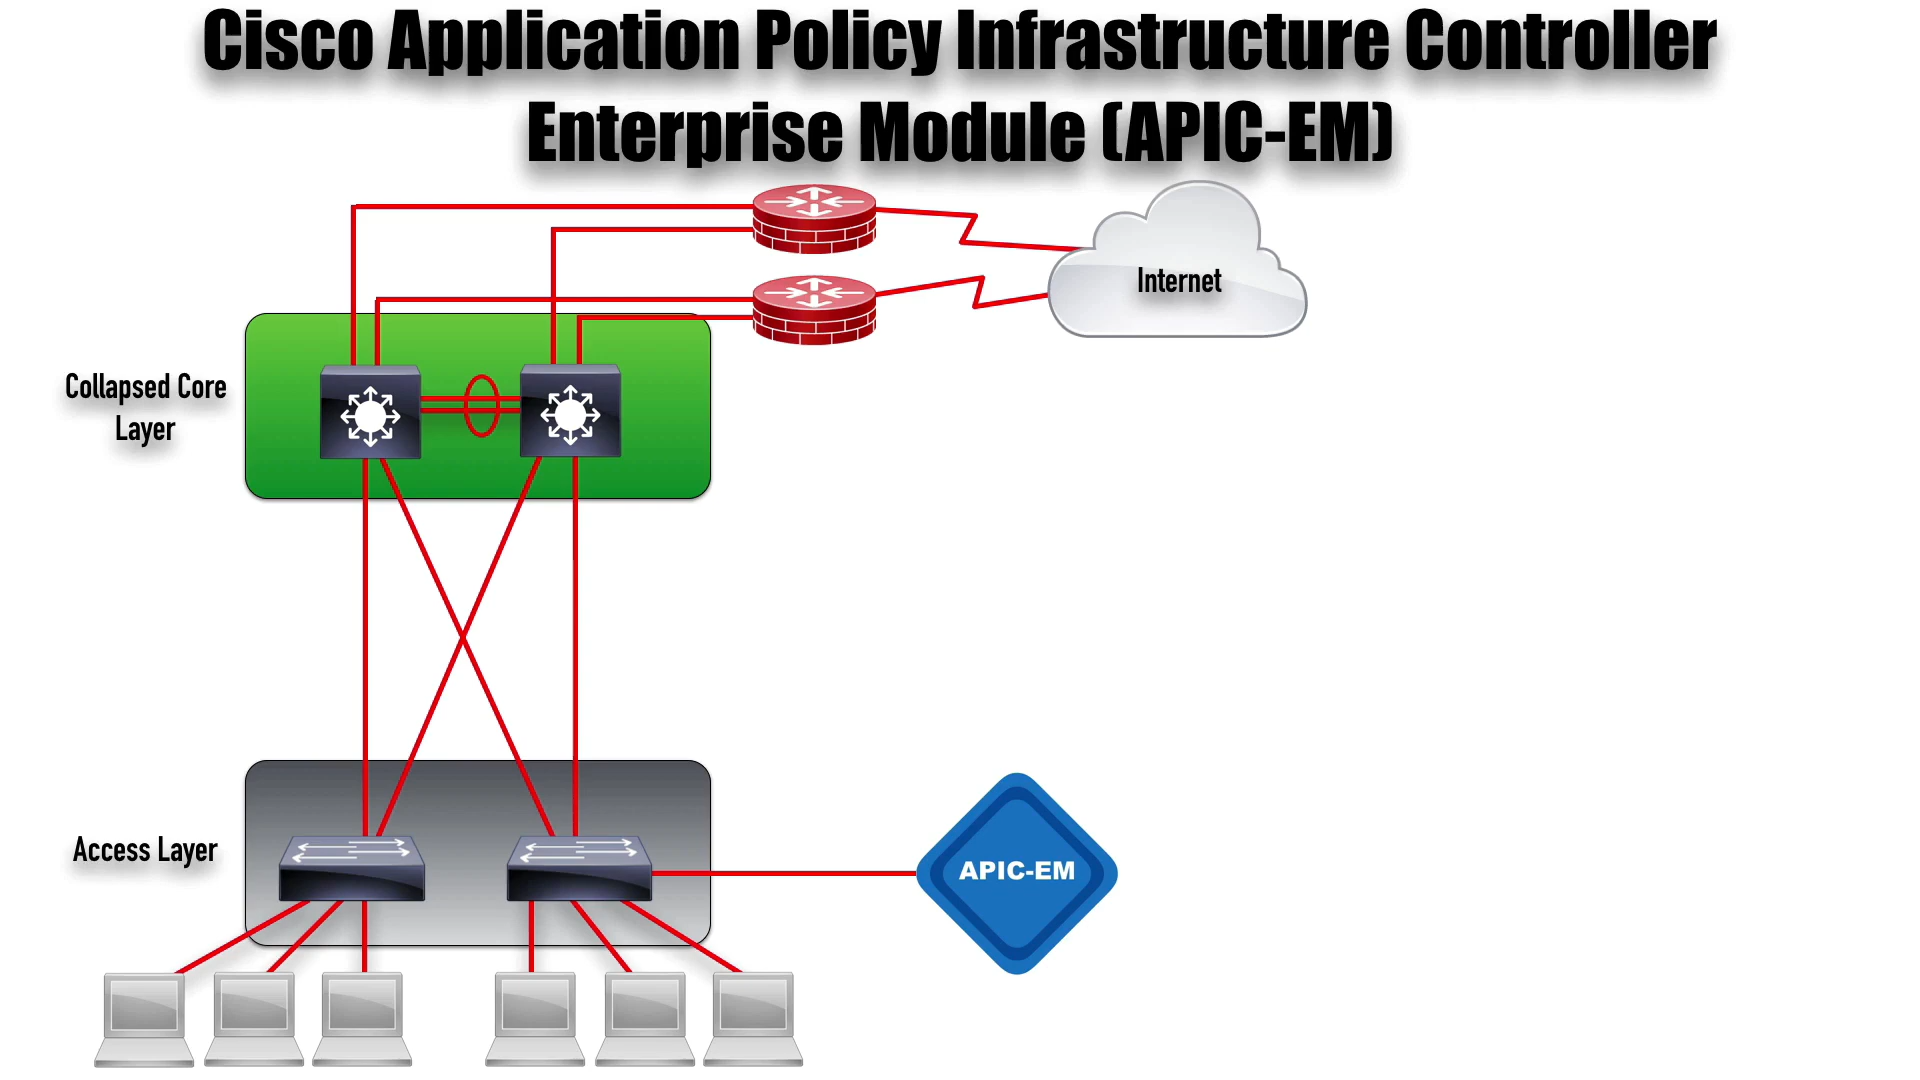 Cisco Application Policy Infrastructure Controller
Enterprise Module (APIC-EM)
Internet
Collapsed Core
Layer
Access Layer
APIC-EM